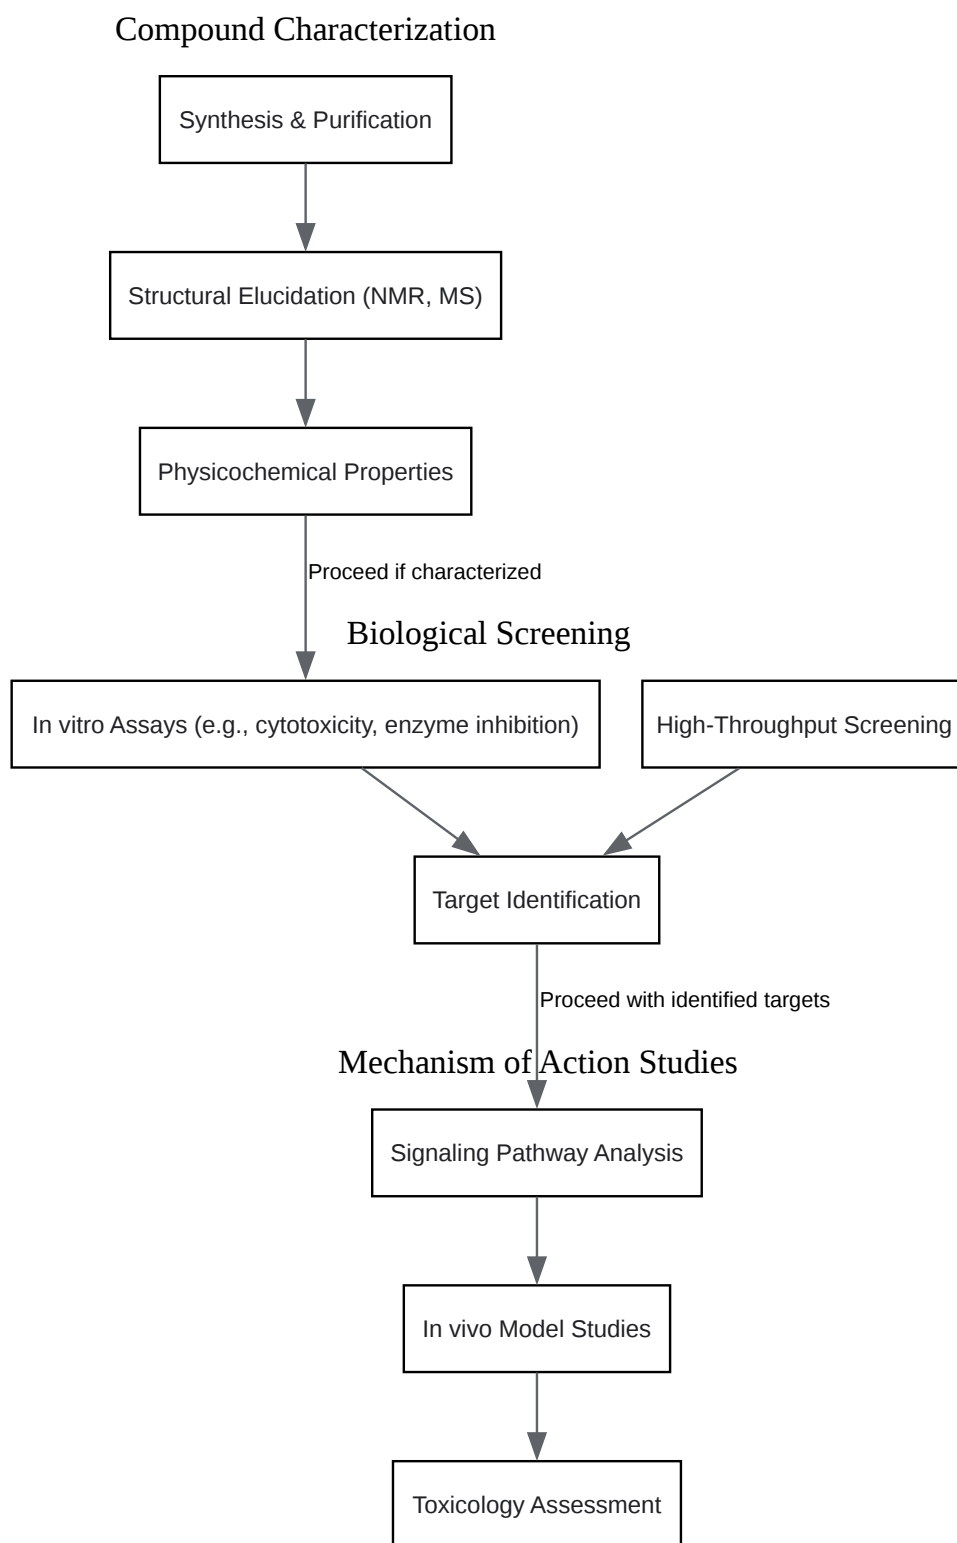 Compound Characterization
Synthesis & Purification
Structural Elucidation (NMR, MS)
Physicochemical Properties
Proceed if characterized
Biological Screening
In vitro Assays (e.g., cytotoxicity, enzyme inhibition)
High-Throughput Screening
Target Identification
Proceed with identified targets
Mechanism of Action Studies
Signaling Pathway Analysis
In vivo Model Studies
Toxicology Assessment